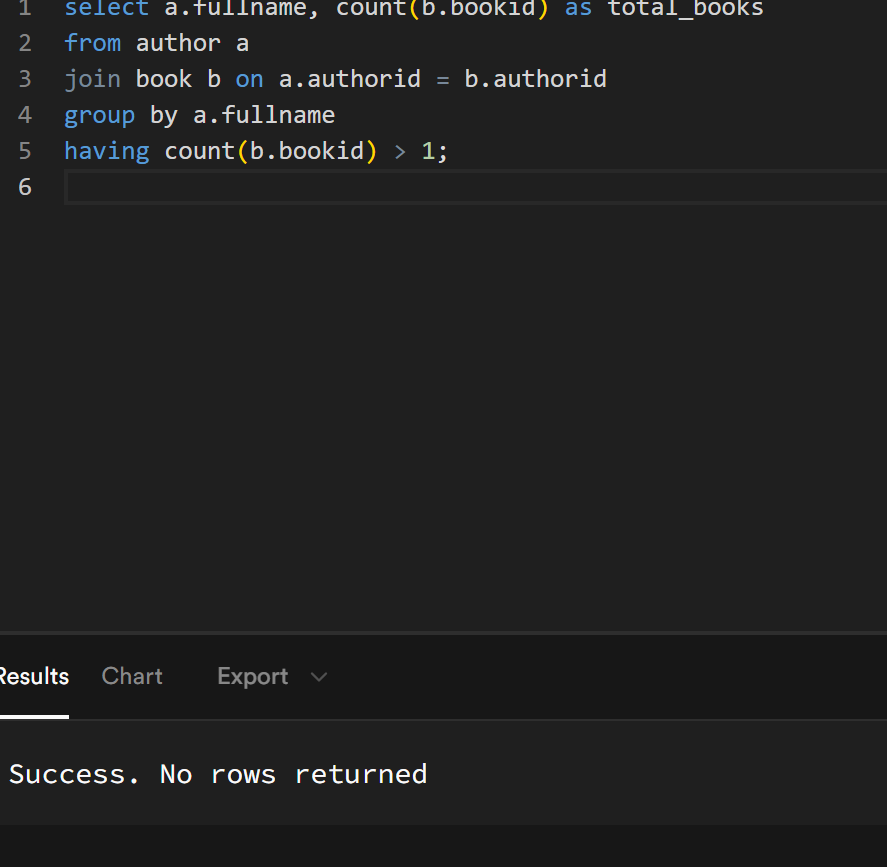 1 select a.fullname, count(b.bookid) as total_books
2 from author a
3 join book b on a.authorid = b.authorid
4 group by a.fullname
5 having count(b.bookid) > 1;
6
Results Chart Export
Success. No rows returned